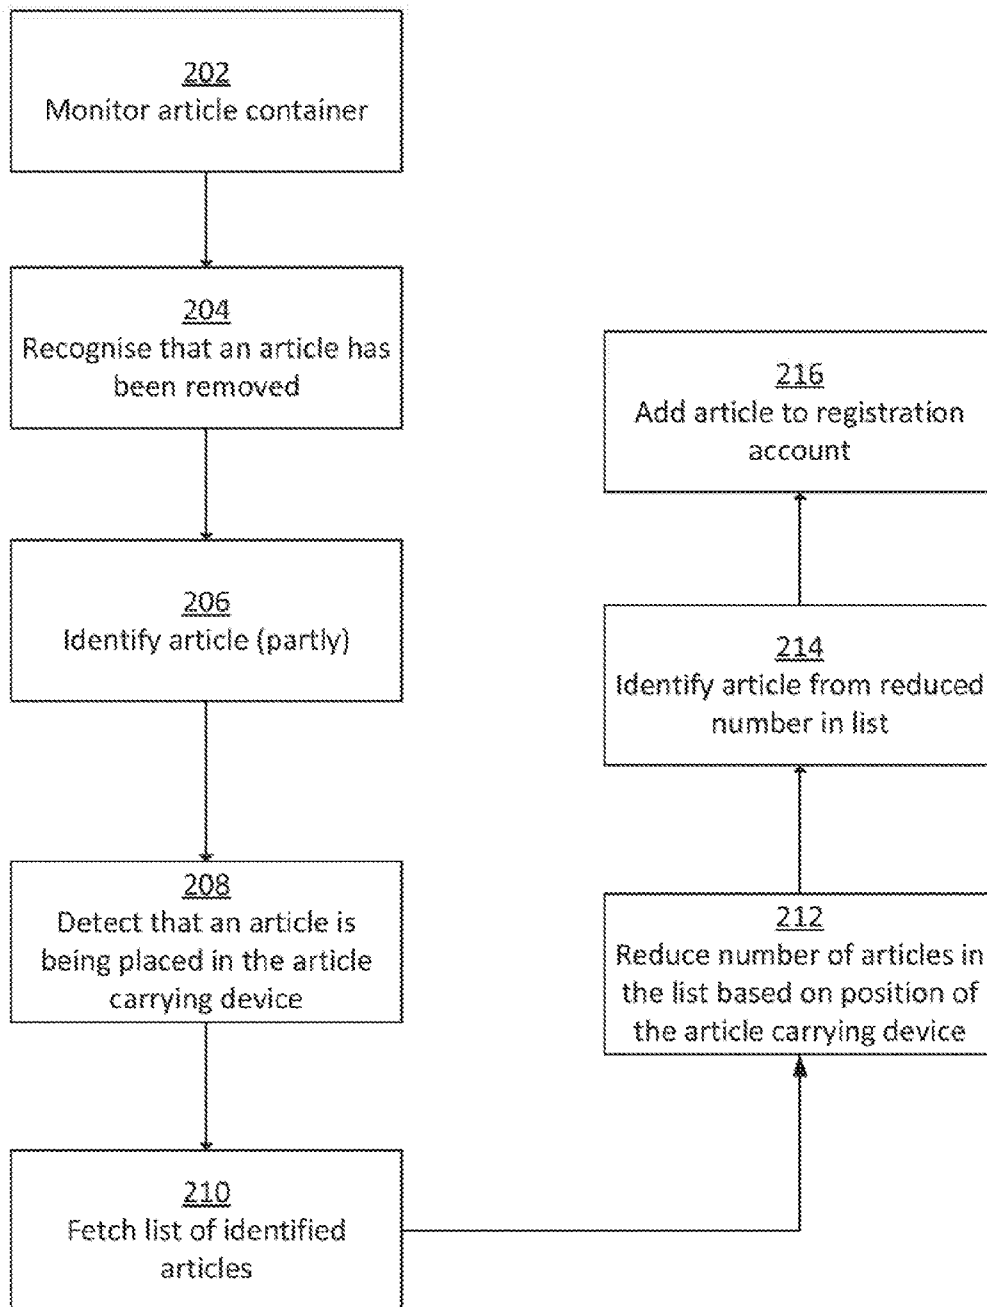 202
Monitor article container
204
Recognise that an article has
been removed
206
Identify article (partly)
208
Detect that an article is
being placed in the article
carrying device
210
Fetch list of identified
articles
212
Reduce number of articles in
the list based on position of
the article carrying device
214
Identify article from reduced
number in list
216
Add article to registration
account